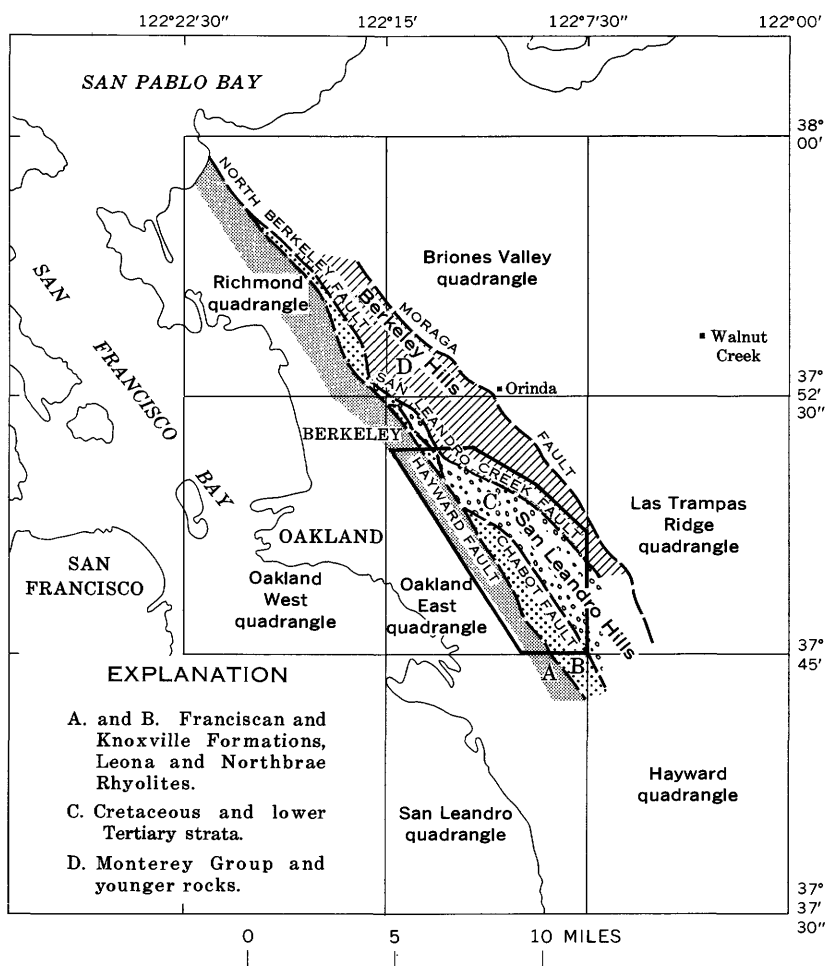 122°22'30"
122°15'
122°7'30"
122°00'
SAN PABLO BAY
38°
00'
NORTH BERKELEY FAULT
Briones Valley
quadrangle
Richmond
quadrangle
Berkeley Hills
MORAGA
FAULT
SAN
FRANCISCO
BAY
Walnut
Creek
D
Orinda
37°
52'
30"
SAN LEANDRO CREEK FAULT
BERKELEY
HAYWARD FAULT
C
San Leandro Hills
Las Trampas
Ridge
quadrangle
OAKLAND
CHABOT FAULT
SAN
FRANCISCO
Oakland
West
quadrangle
Oakland
East
quadrangle
37°
45'
A
B
EXPLANATION
A. and B. Franciscan and
Knoxville Formations,
Leona and Northbrae
Rhyolites.
C. Cretaceous and lower
Tertiary strata.
D. Monterey Group and
younger rocks.
San Leandro
quadrangle
Hayward
quadrangle
37°
37'
30"
0
5
10 MILES